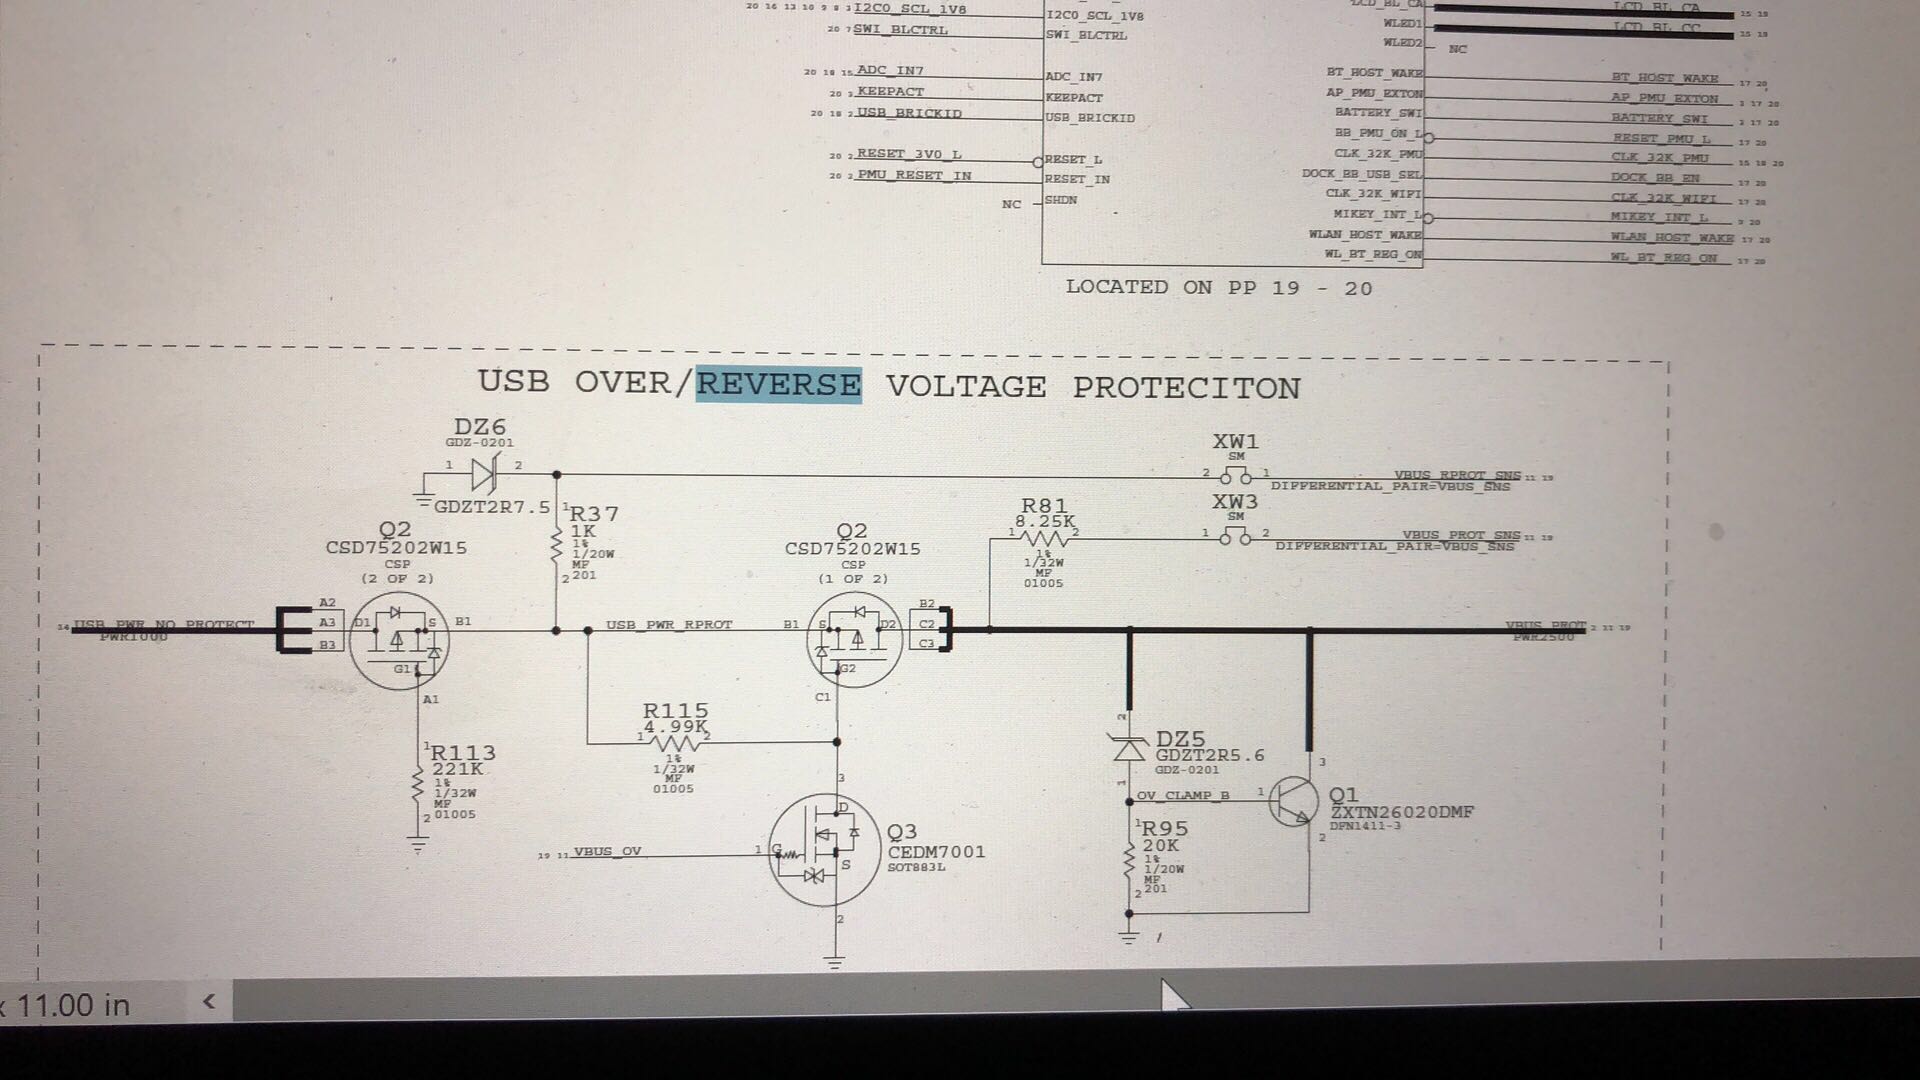 20 16 13 10 9 8 3 I2C0_SCL_1V8
I2C0_SCL_1V8
20 7 SWI_BLCTRL
SWI_BLCTRL
20 18 15 ADC_IN7
ADC_IN7
20 3 KEEPACT
KEEPACT
20 18 2 USB_BRICKID
USB_BRICKID
20 2 RESET_3V0_L
RESET_L
20 2 PMU_RESET_IN
RESET_IN
NC
SHDN
LCD_BL_CA
LCD_BL_CA 15 19
WLED1
LCD_BL_CC 15 19
WLED2
NC
BT_HOST_WAKE
BT_HOST_WAKE 17 20
AP_PMU_EXTON
AP_PMU_EXTON 3 17 20
BATTERY_SWI
BATTERY_SWI 2 17 20
BB_PMU_ON_L
RESET_PMU_L 17 20
CLK_32K_PMU
CLK_32K_PMU 15 18 20
DOCK_BB_USB_SEL
DOCK_BB_EN 17 20
CLK_32K_WIFI
CLK_32K_WIFI 17 20
MIKEY_INT_L
MIKEY_INT_L 9 20
WLAN_HOST_WAKE
WLAN_HOST_WAKE 17 20
WL_BT_REG_ON
WL_BT_REG_ON 17 20
LOCATED ON PP 19 - 20
USB OVER/REVERSE VOLTAGE PROTECITON
DZ6
GDZ-0201
1 2
GDZT2R7.5
XW1
SM
2 1
VBUS_RPROT_SNS 11 19
DIFFERENTIAL_PAIR=VBUS_SNS
XW3
SM
1 2
VBUS_PROT_SNS 11 19
DIFFERENTIAL_PAIR=VBUS_SNS
1 R37
1K
1%
1/20W
MF
2 201
R81
8.25K
1 2
1%
1/32W
MF
01005
Q2
CSD75202W15
CSP
(2 OF 2)
Q2
CSD75202W15
CSP
(1 OF 2)
14 USB_PWR_NO_PROTECT
PWR1000
A2
A3
B3
D1 S B1
G1
A1
USB_PWR_RPROT
B1 S D2
G2
C1
B2
C2
C3
VBUS_PROT 2 11 19
PWR2500
1 R113
221K
1%
1/32W
MF
2 01005
R115
4.99K
1 2
1%
1/32W
MF
01005
3
D
1 G
S
2
Q3
CEDM7001
SOT883L
19 11 VBUS_OV
2
DZ5
GDZT2R5.6
GDZ-0201
1
OV_CLAMP_B 1
3
Q1
ZXTN26020DMF
DFN1411-3
2
1 R95
20K
1%
1/20W
MF
2 201
x 11.00 in <